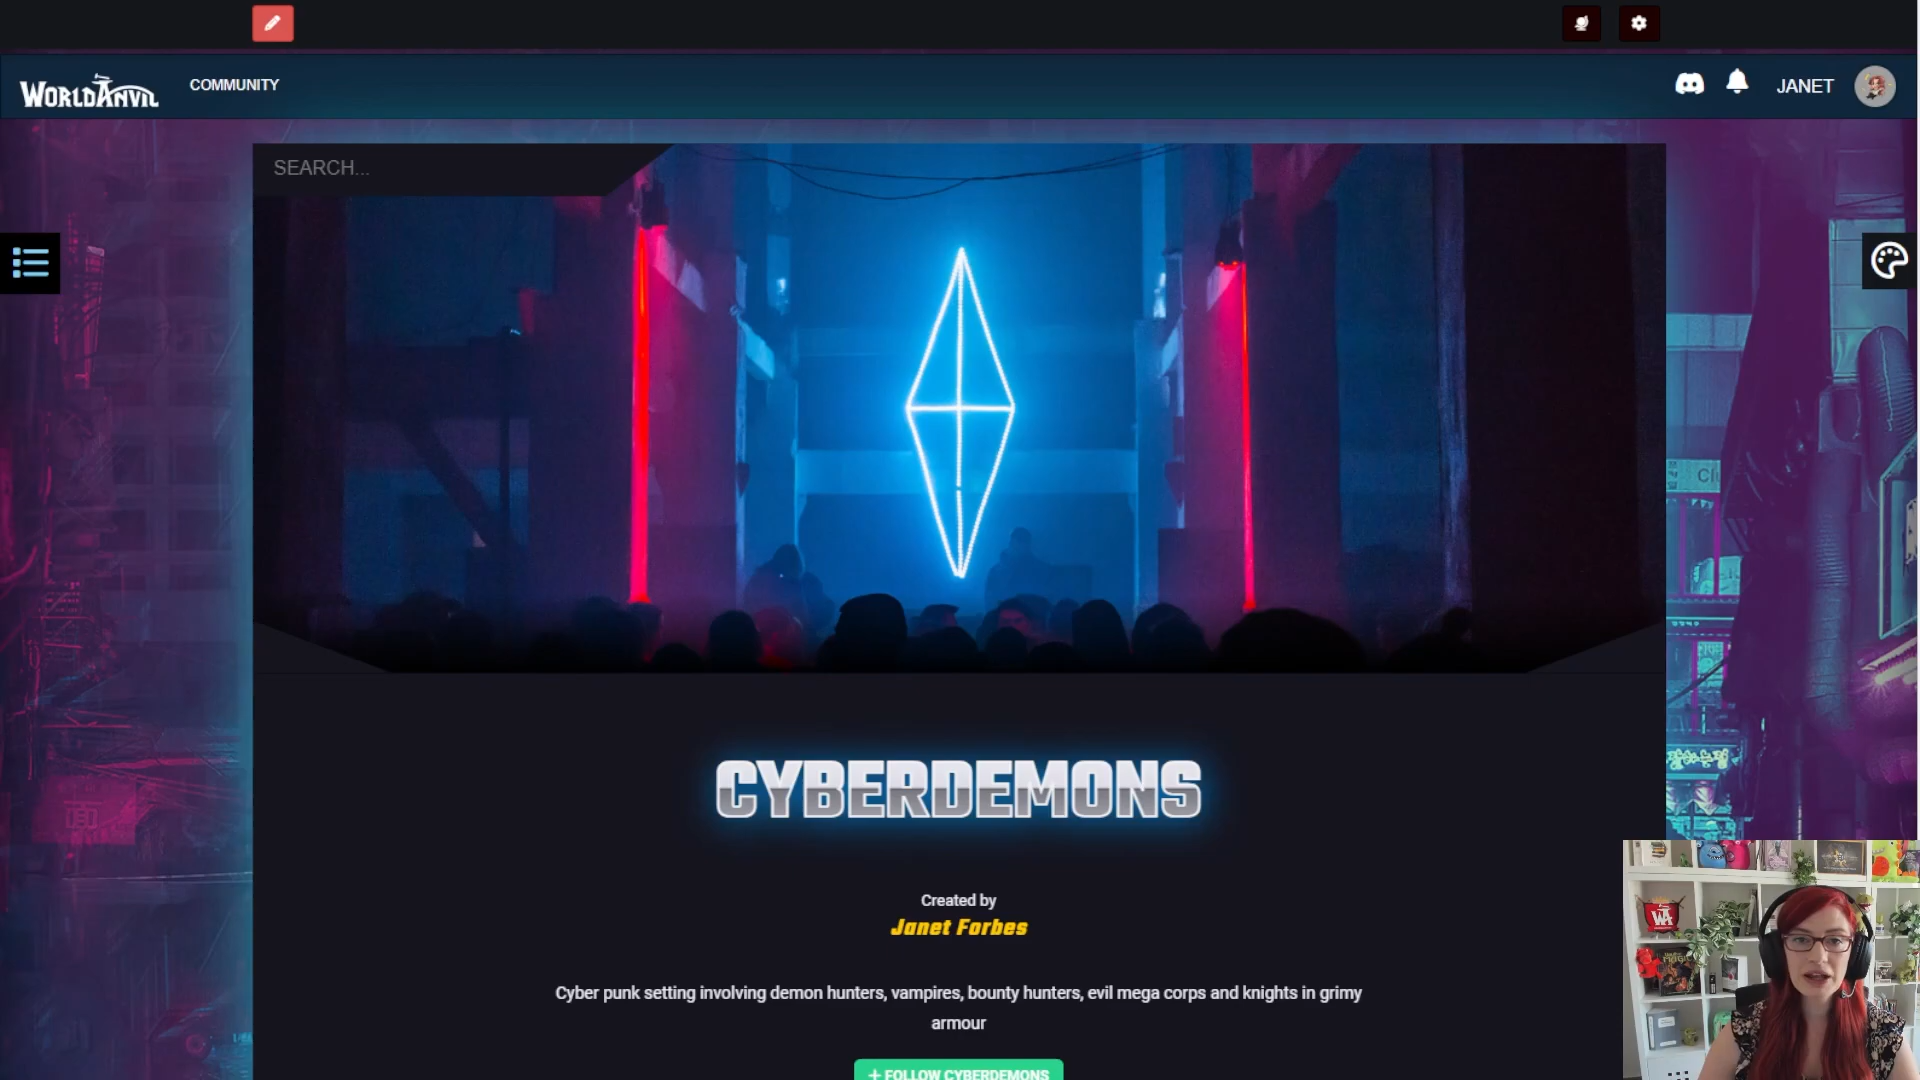 WORLDANVIL
COMMUNITY
JANET
SEARCH...
CYBERDEMONS
Created by
Janet Forbes
Cyber punk setting involving demon hunters, vampires, bounty hunters, evil mega corps and knights in grimy
armour
+ FOLLOW CYBERDEMONS
WA